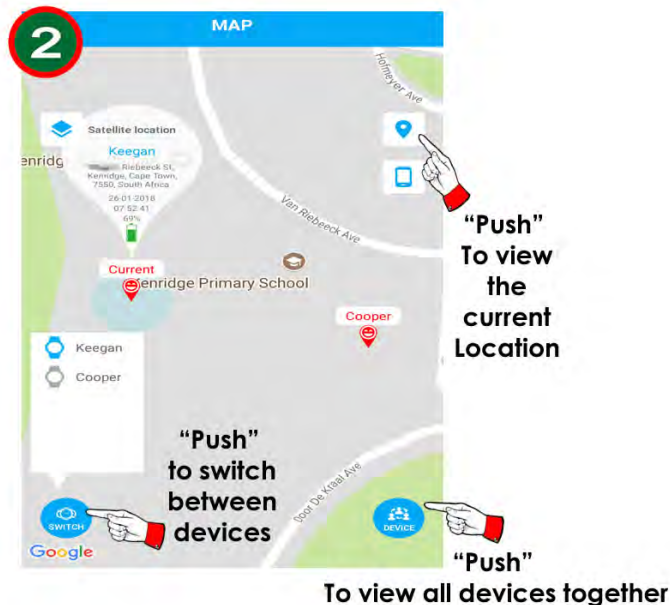 2
MAP
Hofmeyer Ave
Satellite location
Keegan
Riebeeck St,
Kenridge, Cape Town,
7550, South Africa
26-01-2018
07:52:41
69%
enridg
Van Riebeeck Ave
"Push"
To view
the
current
Location
Current
enridge Primary School
Cooper
Keegan
Cooper
"Push"
to switch
between
devices
SWITCH
Google
Door De Kraal Ave
DEVICE
"Push"
To view all devices together